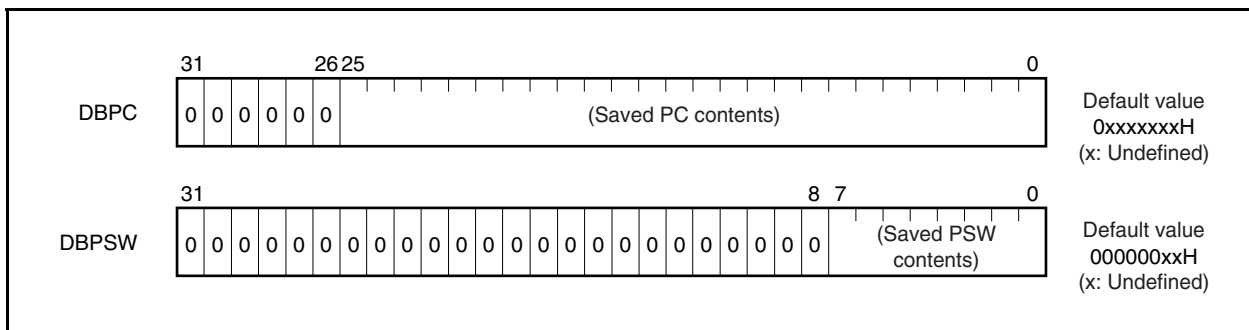 31 26 25 0
DBPC 0 0 0 0 0 0 (Saved PC contents) Default value
0xxxxxxxH
(x: Undefined)
31 8 7 0
DBPSW 0 0 0 0 0 0 0 0 0 0 0 0 0 0 0 0 0 0 0 0 0 0 0 0 (Saved PSW
contents) Default value
000000xxH
(x: Undefined)